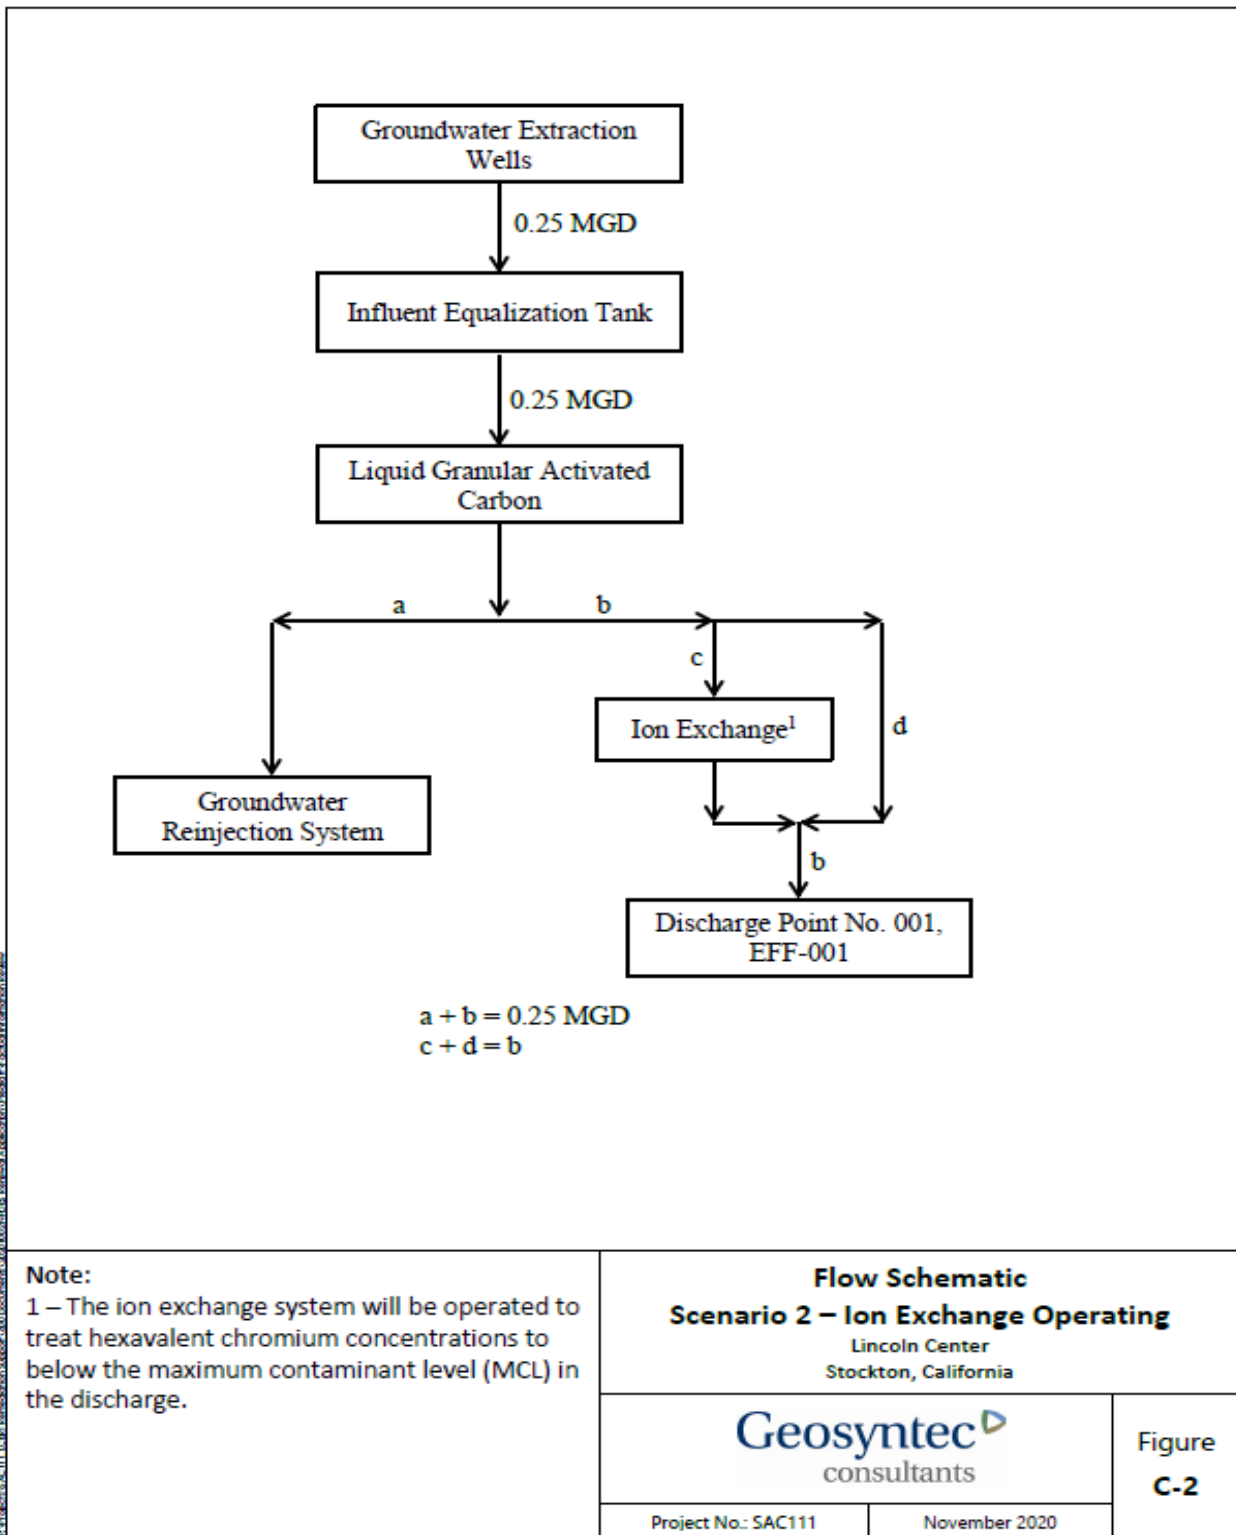 Groundwater Extraction
Wells
0.25 MGD
Influent Equalization Tank
0.25 MGD
Liquid Granular Activated
Carbon
a
b
c
Ion Exchange¹
d
Groundwater
Reinjection System
b
Discharge Point No. 001,
EFF-001
a + b = 0.25 MGD
c + d = b
Note:
1 – The ion exchange system will be operated to
treat hexavalent chromium concentrations to
below the maximum contaminant level (MCL) in
the discharge.
Flow Schematic
Scenario 2 – Ion Exchange Operating
Lincoln Center
Stockton, California
Geosyntec
consultants
Figure
C-2
Project No.: SAC111
November 2020